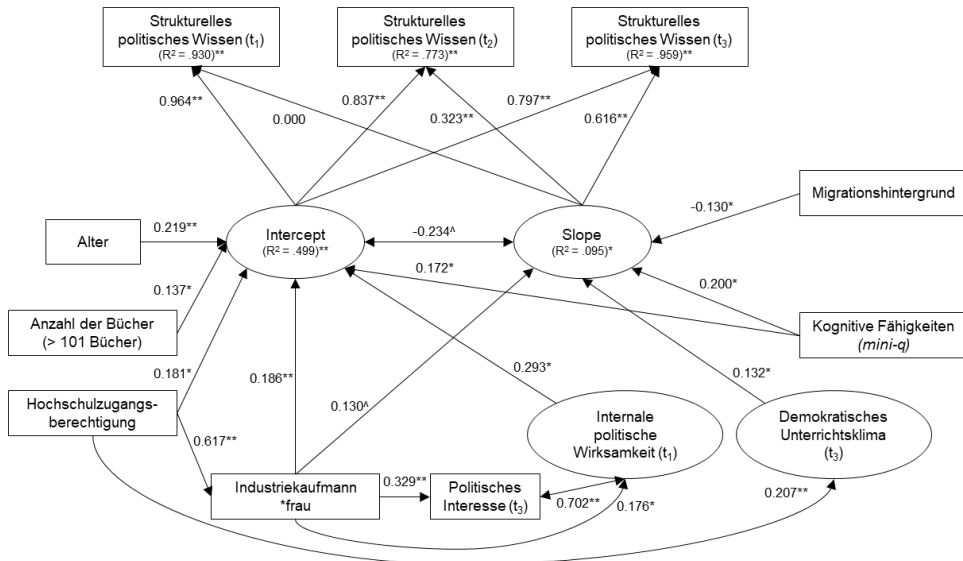 Strukturelles
politisches Wissen (t1)
(R² = .930)**
Strukturelles
politisches Wissen (t2)
(R² = .773)**
Strukturelles
politisches Wissen (t3)
(R² = .959)**
0.964**
0.000
0.837**
0.323**
0.797**
0.616**
Alter
0.219**
Intercept
(R² = .499)**
-0.234^
Slope
(R² = .095)*
-0.130*
Migrationshintergrund
0.137*
0.172*
0.200*
Anzahl der Bücher
(> 101 Bücher)
Kognitive Fähigkeiten
(mini-q)
0.181*
0.186**
0.293*
0.132*
Hochschulzugangs-
berechtigung
0.130^
Internale
politische
Wirksamkeit (t1)
Demokratisches
Unterrichtsklima
(t3)
0.617**
Industriekaufmann
*frau
0.329**
Politisches
Interesse (t3)
0.702**
0.176*
0.207**